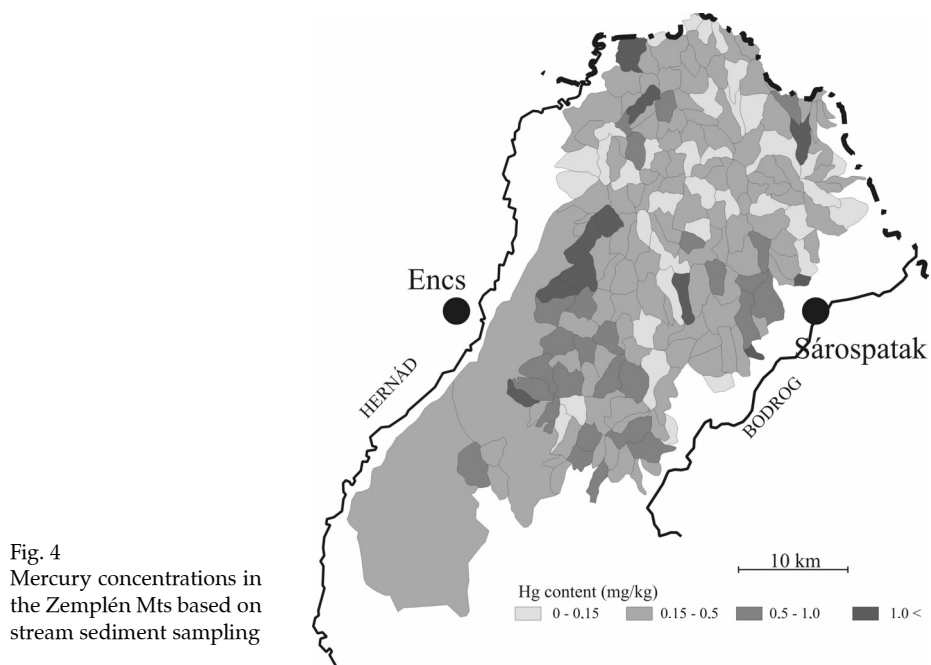 Encs
Sárospatak
HERNÁD
BODROG
10 km
Hg content (mg/kg)
0 - 0.15 0.15 - 0.5 0.5 - 1.0 1.0 <
Fig. 4
Mercury concentrations in
the Zemplén Mts based on
stream sediment sampling